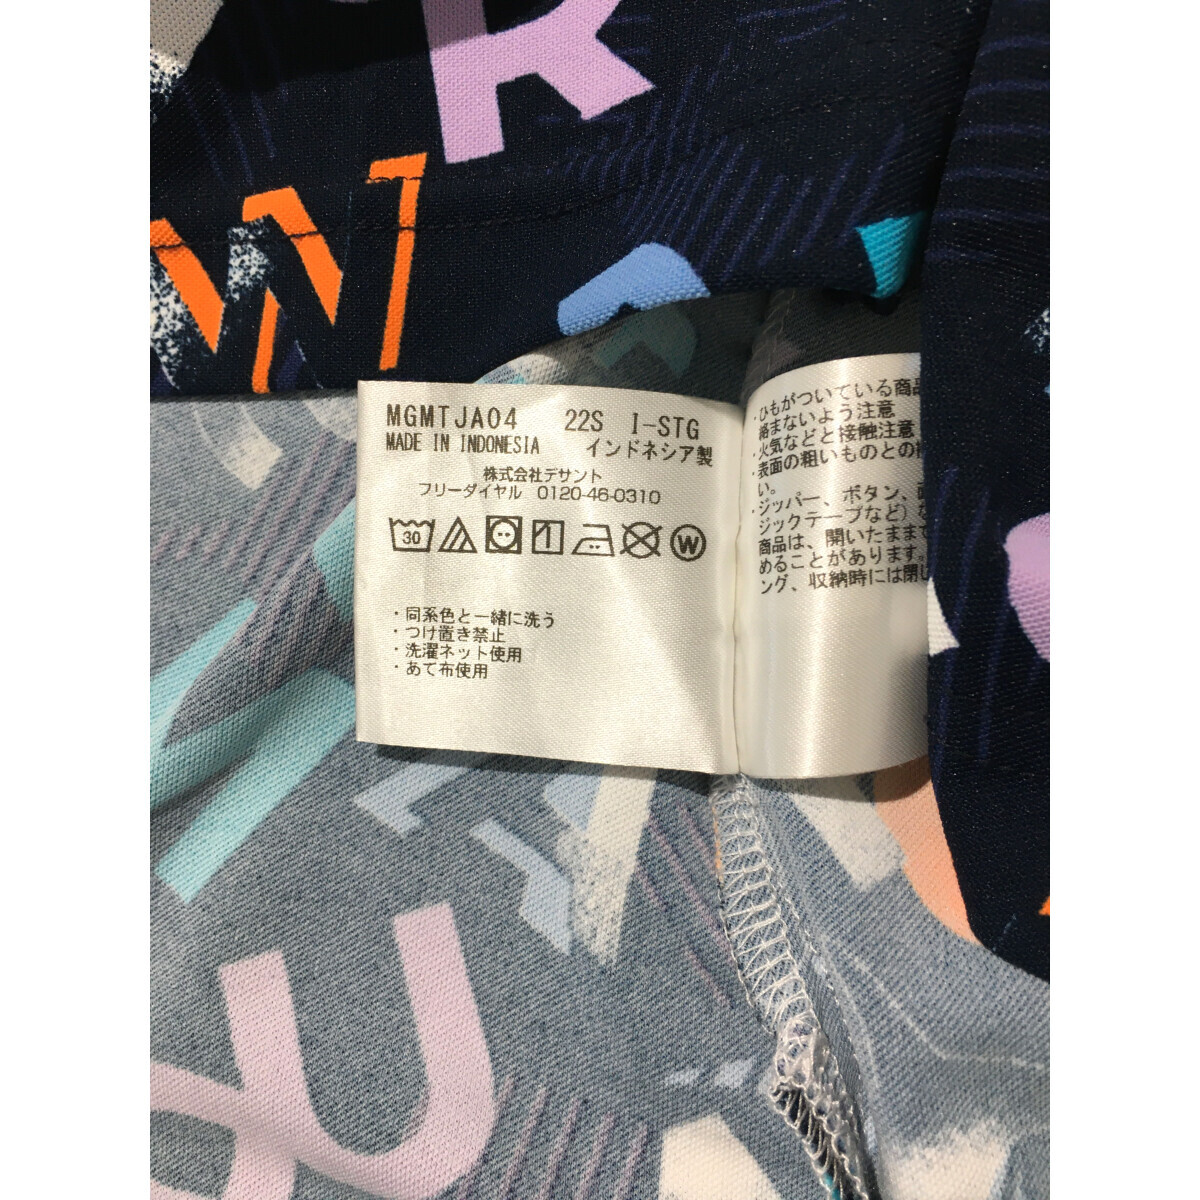 MGMTJA04 22S I-STG
MADE IN INDONESIA インドネシア製
株式会社デサント
フリーダイヤル 0120-46-0310
30 W
・同系色と一緒に洗う
・つけ置き禁止
・洗濯ネット使用
・あて布使用
・ひもがついている商品
絡まないよう注意
・火気などと接触注意
・表面の粗いものとの
い。
・ジッパー、ボタン、
ジックテープなど)な
商品は、開いたままで
めることがあります。
ング、収納時には閉じ